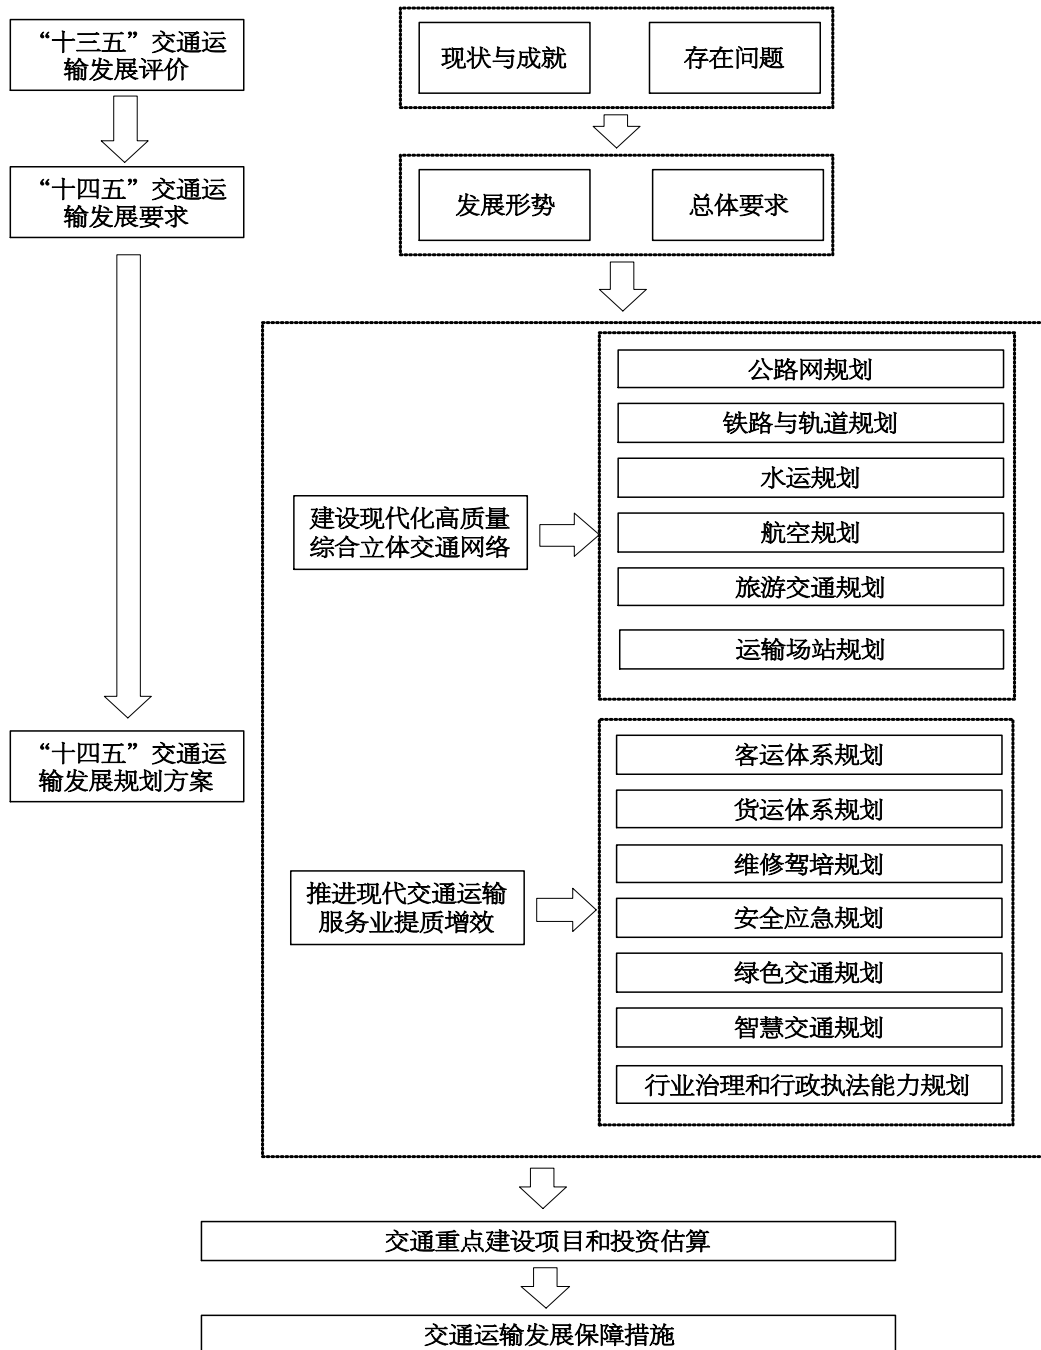 “十三五”交通运
输发展评价
现状与成就
存在问题
“十四五”交通运
输发展要求
发展形势
总体要求
公路网规划
铁路与轨道规划
水运规划
建设现代化高质量
综合立体交通网络
航空规划
旅游交通规划
运输场站规划
“十四五”交通运
输发展规划方案
客运体系规划
货运体系规划
维修驾培规划
推进现代交通运输
服务业提质增效
安全应急规划
绿色交通规划
智慧交通规划
行业治理和行政执法能力规划
交通重点建设项目和投资估算
交通运输发展保障措施